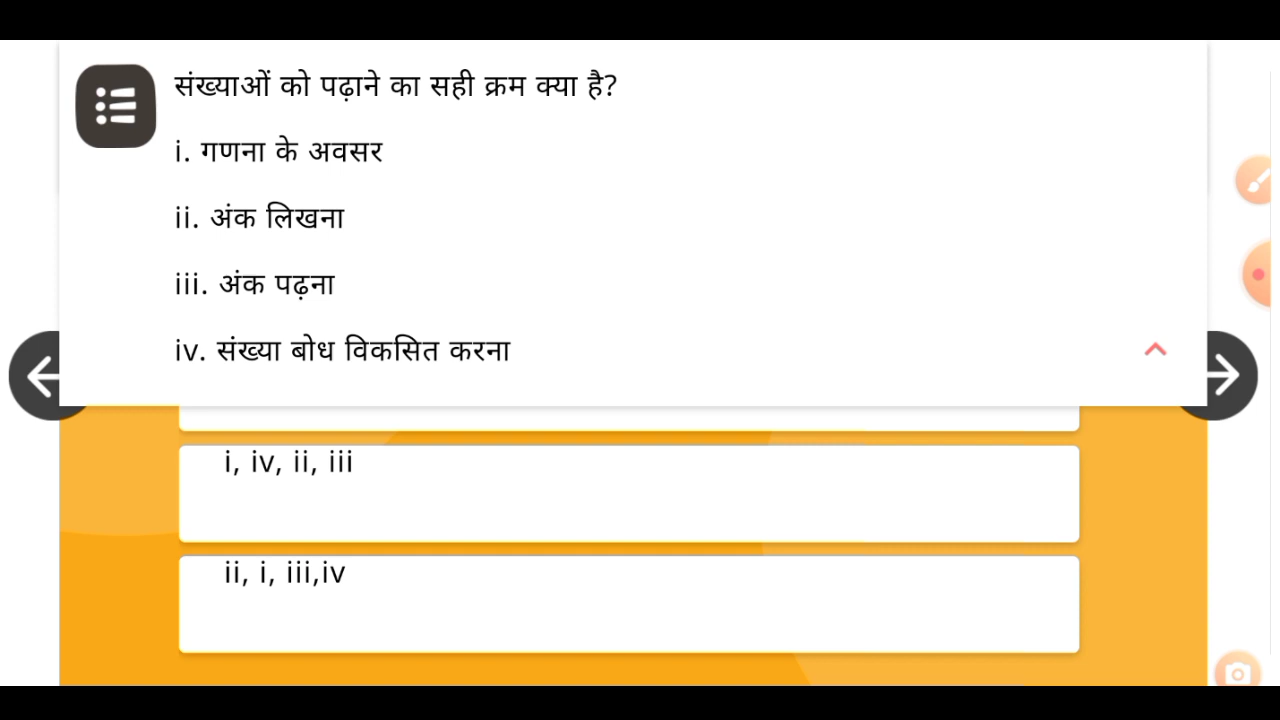 संख्याओं को पढ़ाने का सही क्रम क्या है?
i. गणना के अवसर
ii. अंक लिखना
iii. अंक पढ़ना
iv. संख्या बोध विकसित करना
i, iv, ii, iii
ii, i, iii,iv